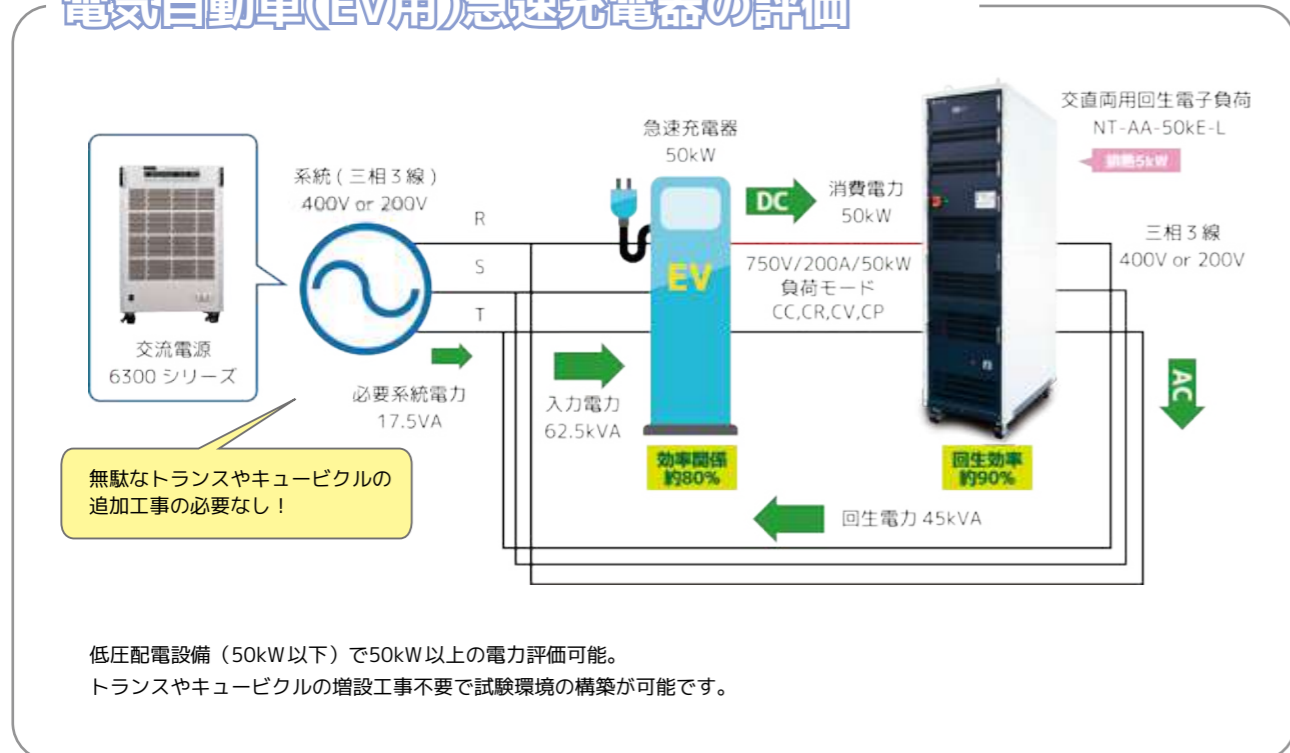 電気自動車(EV用)急速充電器の評価
交流電源
6300 シリーズ
系統 ( 三相 3 線 )
400V or 200V
R
S
T
必要系統電力
17.5VA
無駄なトランスやキュービクルの
追加工事の必要なし！
急速充電器
50kW
EV
DC
消費電力
50kW
750V/200A/50kW
負荷モード
CC,CR,CV,CP
入力電力
62.5kVA
効率関係
約80%
交直両用回生電子負荷
NT-AA-50kE-L
排熱5kW
三相 3 線
400V or 200V
AC
回生効率
約90%
回生電力 45kVA
低圧配電設備（50kW以下）で50kW以上の電力評価可能。
トランスやキュービクルの増設工事不要で試験環境の構築が可能です。